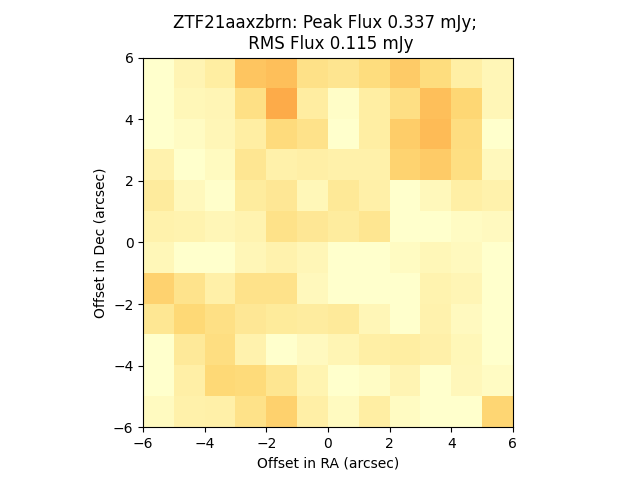 ZTF21aaxzbrn: Peak Flux 0.337 mJy;
RMS Flux 0.115 mJy
6
4
2
0
−2
−4
−6
Offset in Dec (arcsec)
−6 −4 −2 0 2 4 6
Offset in RA (arcsec)